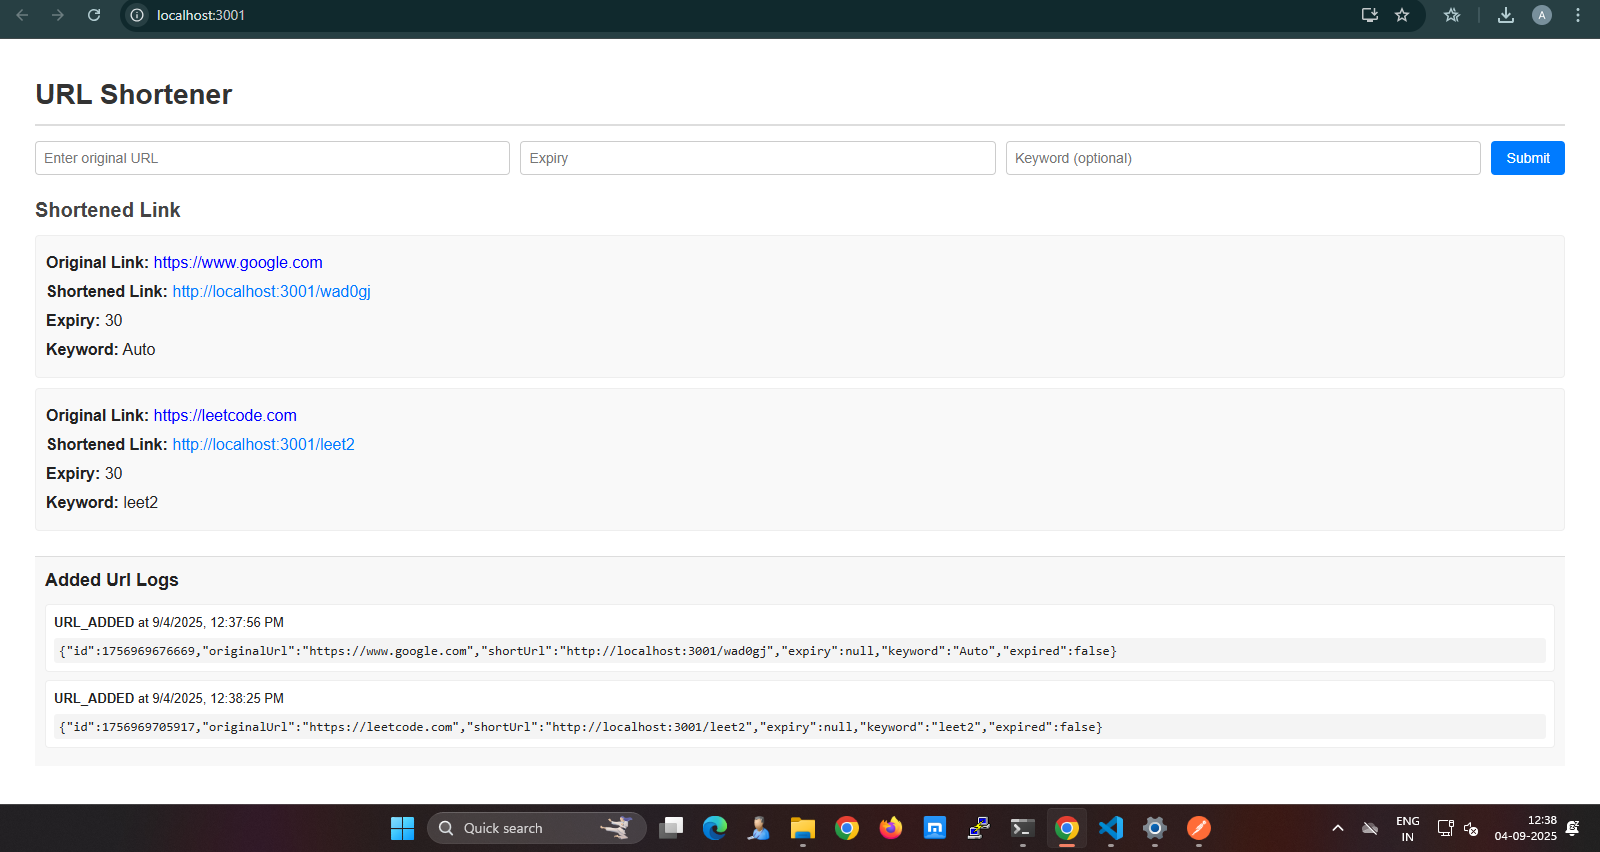 localhost:3001
A
URL Shortener
Enter original URL
Expiry
Keyword (optional)
Submit
Shortened Link
Original Link: https://www.google.com
Shortened Link: http://localhost:3001/wad0gj
Expiry: 30
Keyword: Auto
Original Link: https://leetcode.com
Shortened Link: http://localhost:3001/leet2
Expiry: 30
Keyword: leet2
Added Url Logs
URL_ADDED at 9/4/2025, 12:37:56 PM
{"id":1756969676669,"originalUrl":"https://www.google.com","shortUrl":"http://localhost:3001/wad0gj","expiry":null,"keyword":"Auto","expired":false}
URL_ADDED at 9/4/2025, 12:38:25 PM
{"id":1756969705917,"originalUrl":"https://leetcode.com","shortUrl":"http://localhost:3001/leet2","expiry":null,"keyword":"leet2","expired":false}
Quick search
ENG
IN
12:38
04-09-2025